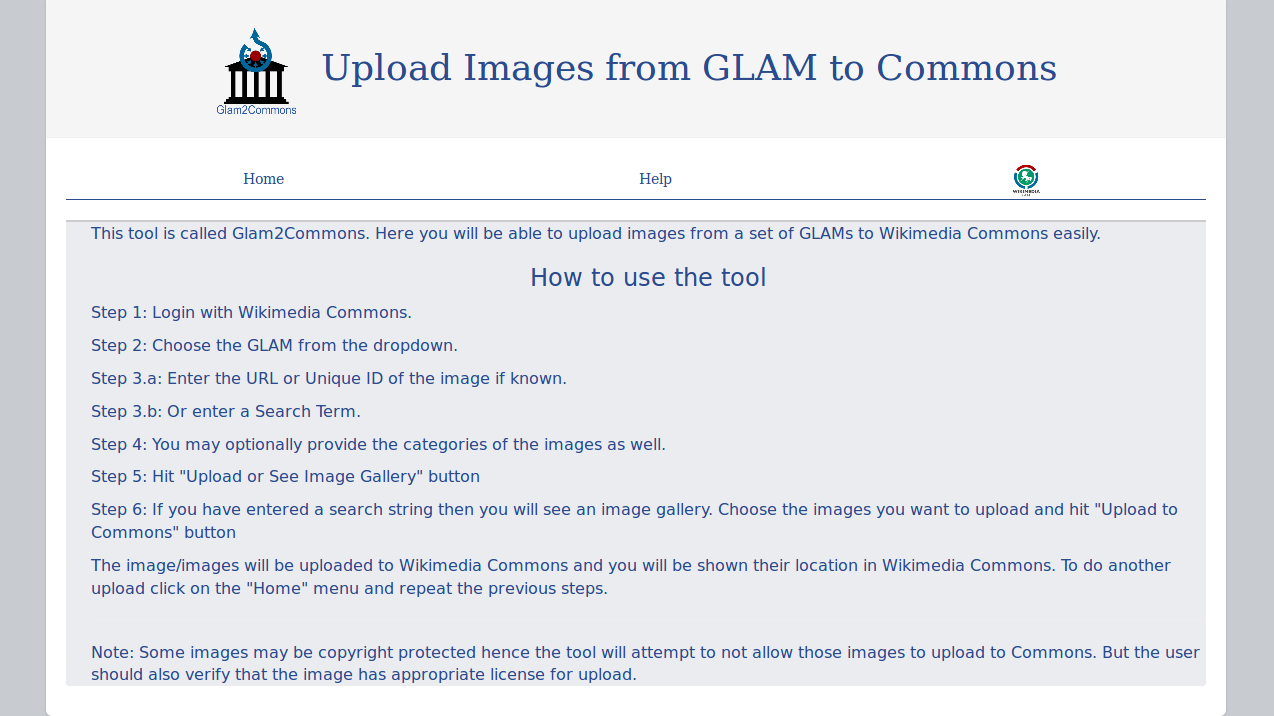 Glam2Commons
Upload Images from GLAM to Commons
Home
Help
WIKIMEDIA
This tool is called Glam2Commons. Here you will be able to upload images from a set of GLAMs to Wikimedia Commons easily.
How to use the tool
Step 1: Login with Wikimedia Commons.
Step 2: Choose the GLAM from the dropdown.
Step 3.a: Enter the URL or Unique ID of the image if known.
Step 3.b: Or enter a Search Term.
Step 4: You may optionally provide the categories of the images as well.
Step 5: Hit "Upload or See Image Gallery" button
Step 6: If you have entered a search string then you will see an image gallery. Choose the images you want to upload and hit "Upload to
Commons" button
The image/images will be uploaded to Wikimedia Commons and you will be shown their location in Wikimedia Commons. To do another
upload click on the "Home" menu and repeat the previous steps.
Note: Some images may be copyright protected hence the tool will attempt to not allow those images to upload to Commons. But the user
should also verify that the image has appropriate license for upload.